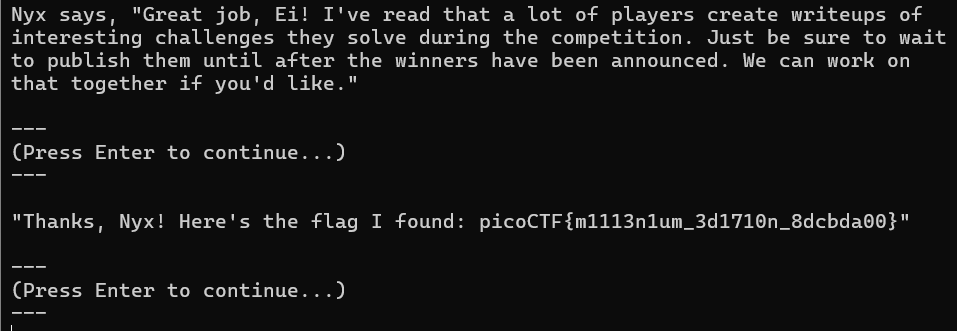 Nyx says, "Great job, Ei! I've read that a lot of players create writeups of
interesting challenges they solve during the competition. Just be sure to wait
to publish them until after the winners have been announced. We can work on
that together if you'd like."
---
(Press Enter to continue...)
---
"Thanks, Nyx! Here's the flag I found: picoCTF{m1113n1um_3d1710n_8dcbda00}"
---
(Press Enter to continue...)
---